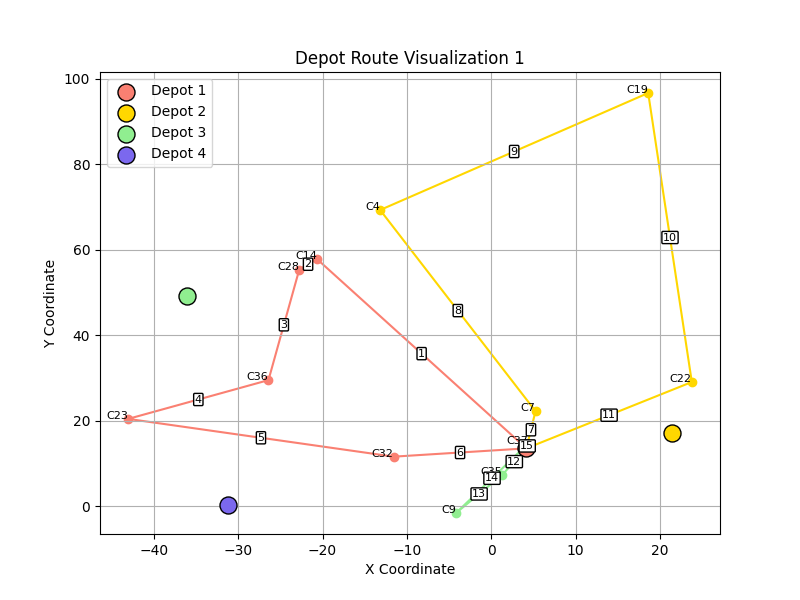 Depot Route Visualization 1
Depot 1
Depot 2
Depot 3
Depot 4
Y Coordinate
100
80
60
40
20
0
−40
−30
−20
−10
0
10
20
X Coordinate
C19
9
C4
10
C14
2
C28
8
3
1
C36
C22
4
C23
C7
11
7
5
15
C32
6
12
C35
14
13
C9